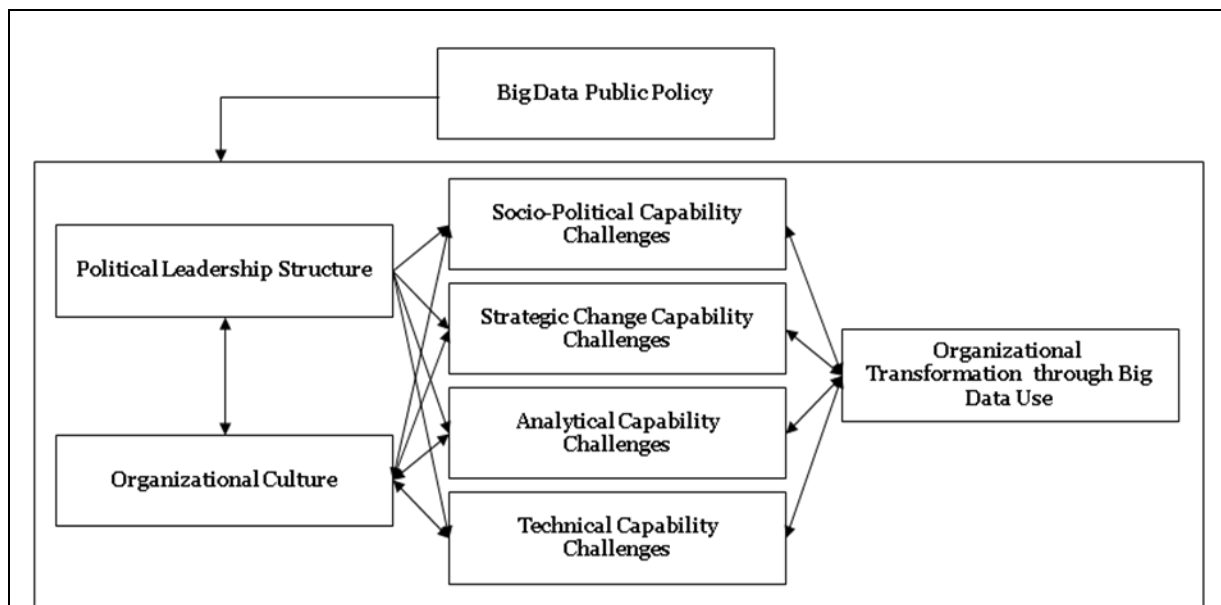 Big Data Public Policy
Socio-Political Capability
Challenges
Political Leadership Structure
Strategic Change Capability
Challenges
Organizational
Transformation through Big
Data Use
Analytical Capability
Challenges
Organizational Culture
Technical Capability
Challenges